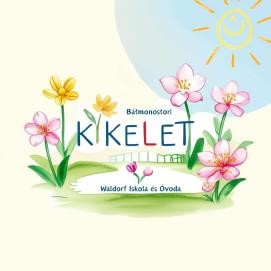 Bátmonostori
KIKELET
Waldorf Iskola és Óvoda